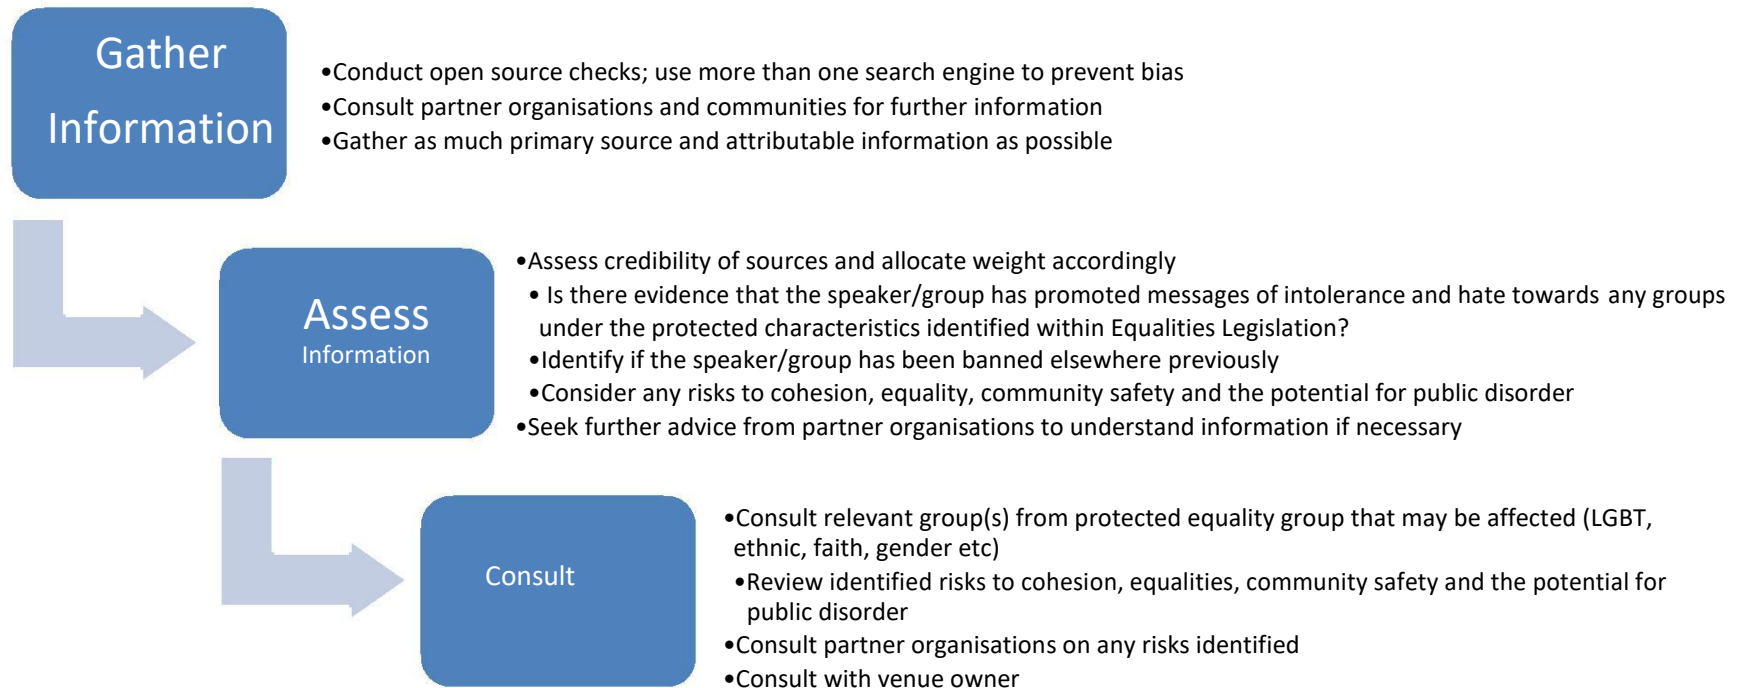 Gather
Information
•Conduct open source checks; use more than one search engine to prevent bias
•Consult partner organisations and communities for further information
•Gather as much primary source and attributable information as possible
Assess
Information
•Assess credibility of sources and allocate weight accordingly
• Is there evidence that the speaker/group has promoted messages of intolerance and hate towards any groups
under the protected characteristics identified within Equalities Legislation?
•Identify if the speaker/group has been banned elsewhere previously
•Consider any risks to cohesion, equality, community safety and the potential for public disorder
•Seek further advice from partner organisations to understand information if necessary
Consult
•Consult relevant group(s) from protected equality group that may be affected (LGBT,
ethnic, faith, gender etc)
•Review identified risks to cohesion, equalities, community safety and the potential for
public disorder
•Consult partner organisations on any risks identified
•Consult with venue owner